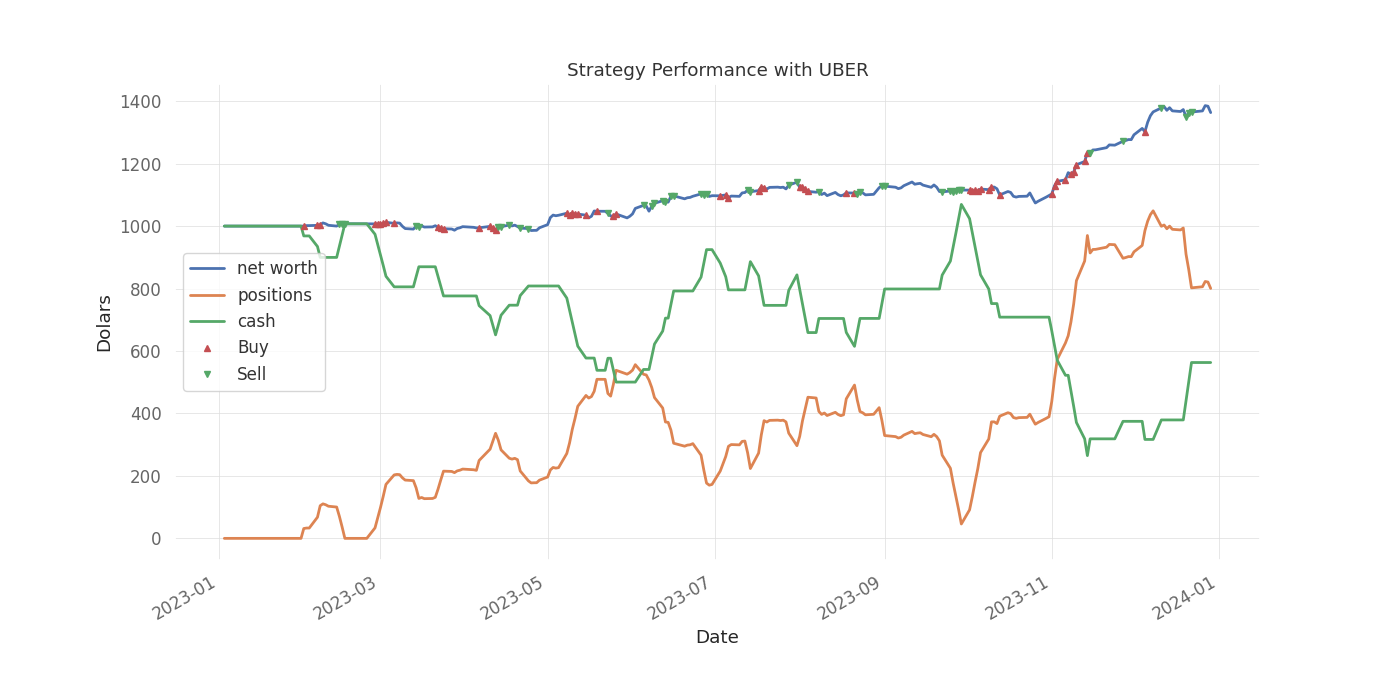 Strategy Performance with UBER
1400
1200
1000
800
600
400
200
0
Dolars
net worth
positions
cash
Buy
Sell
2023-01
2023-03
2023-05
2023-07
2023-09
2023-11
2024-01
Date